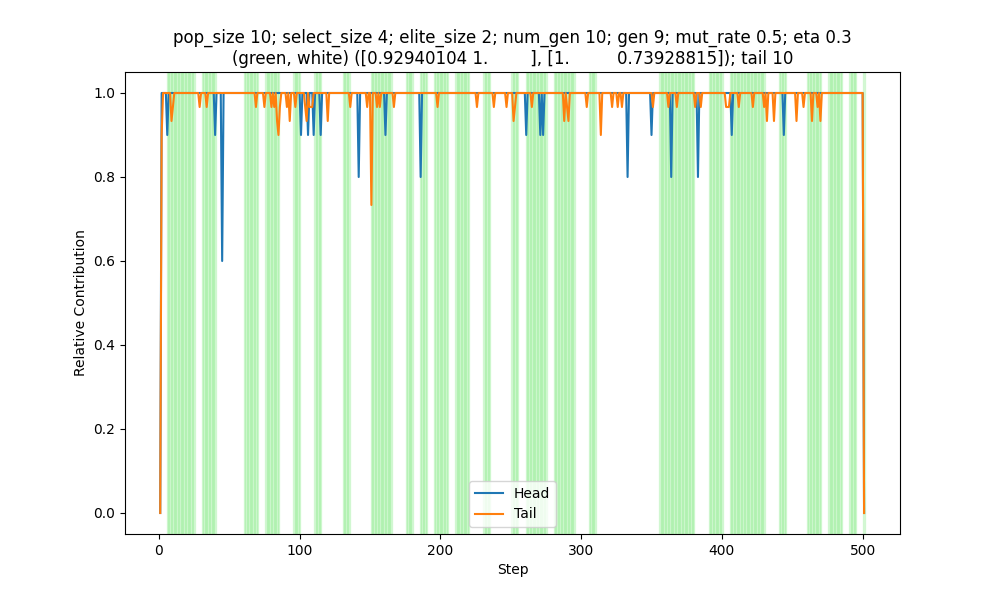 pop_size 10; select_size 4; elite_size 2; num_gen 10; gen 9; mut_rate 0.5; eta 0.3
(green, white) ([0.92940104 1.        ], [1.         0.73928815]); tail 10
1.0
0.8
0.6
0.4
0.2
0.0
Relative Contribution
Head
Tail
0 100 200 300 400 500
Step